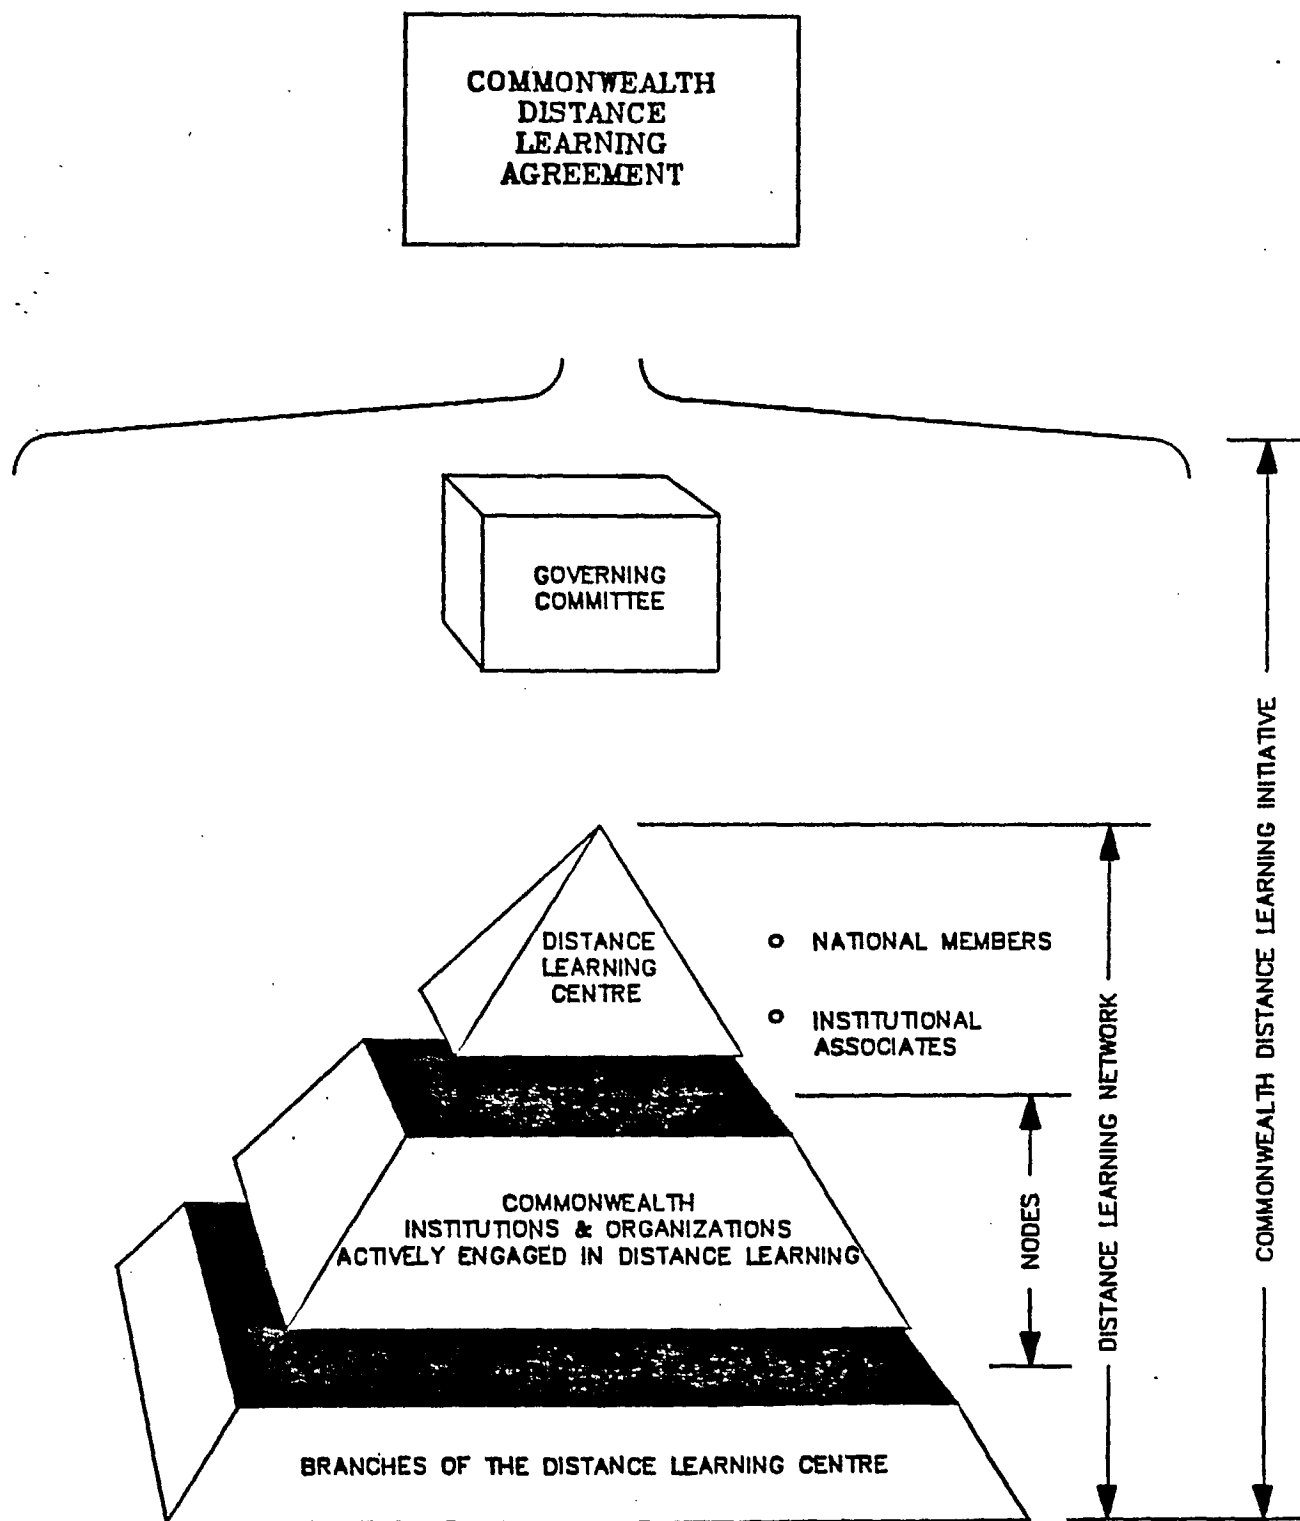 COMMONWEALTH
DISTANCE
LEARNING
AGREEMENT
GOVERNING
COMMITTEE
DISTANCE
LEARNING
CENTRE
o NATIONAL MEMBERS
o INSTITUTIONAL
ASSOCIATES
COMMONWEALTH
INSTITUTIONS & ORGANIZATIONS
ACTIVELY ENGAGED IN DISTANCE LEARNING
BRANCHES OF THE DISTANCE LEARNING CENTRE
NODES
DISTANCE LEARNING NETWORK
COMMONWEALTH DISTANCE LEARNING INITIATIVE